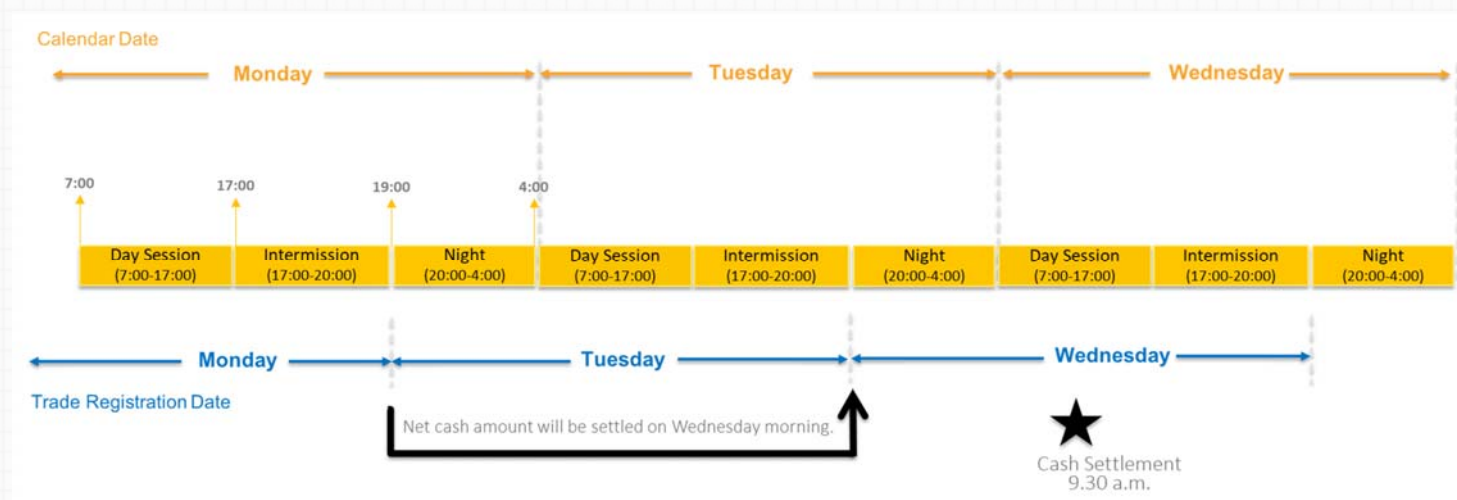 Calendar Date
Monday
Tuesday
Wednesday
7:00
17:00
19:00
4:00
Day Session
(7:00-17:00)
Intermission
(17:00-20:00)
Night
(20:00-4:00)
Day Session
(7:00-17:00)
Intermission
(17:00-20:00)
Night
(20:00-4:00)
Day Session
(7:00-17:00)
Intermission
(17:00-20:00)
Night
(20:00-4:00)
Monday
Tuesday
Wednesday
Trade Registration Date
Net cash amount will be settled on Wednesday morning.
Cash Settlement
9.30 a.m.